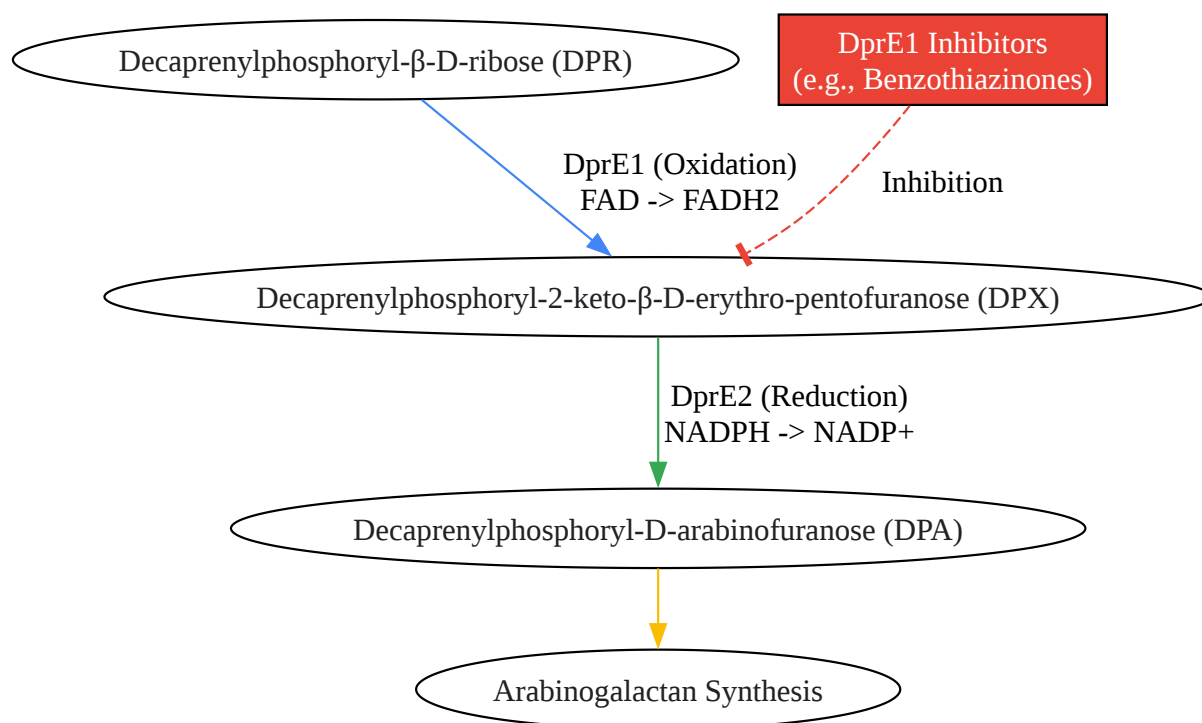 Decaprenylphosphoryl-β-D-ribose (DPR)
DprE1 Inhibitors
(e.g., Benzothiazinones)
DprE1 (Oxidation)
FAD -> FADH2
Inhibition
Decaprenylphosphoryl-2-keto-β-D-erythro-pentofuranose (DPX)
DprE2 (Reduction)
NADPH -> NADP+
Decaprenylphosphoryl-D-arabinofuranose (DPA)
Arabinogalactan Synthesis